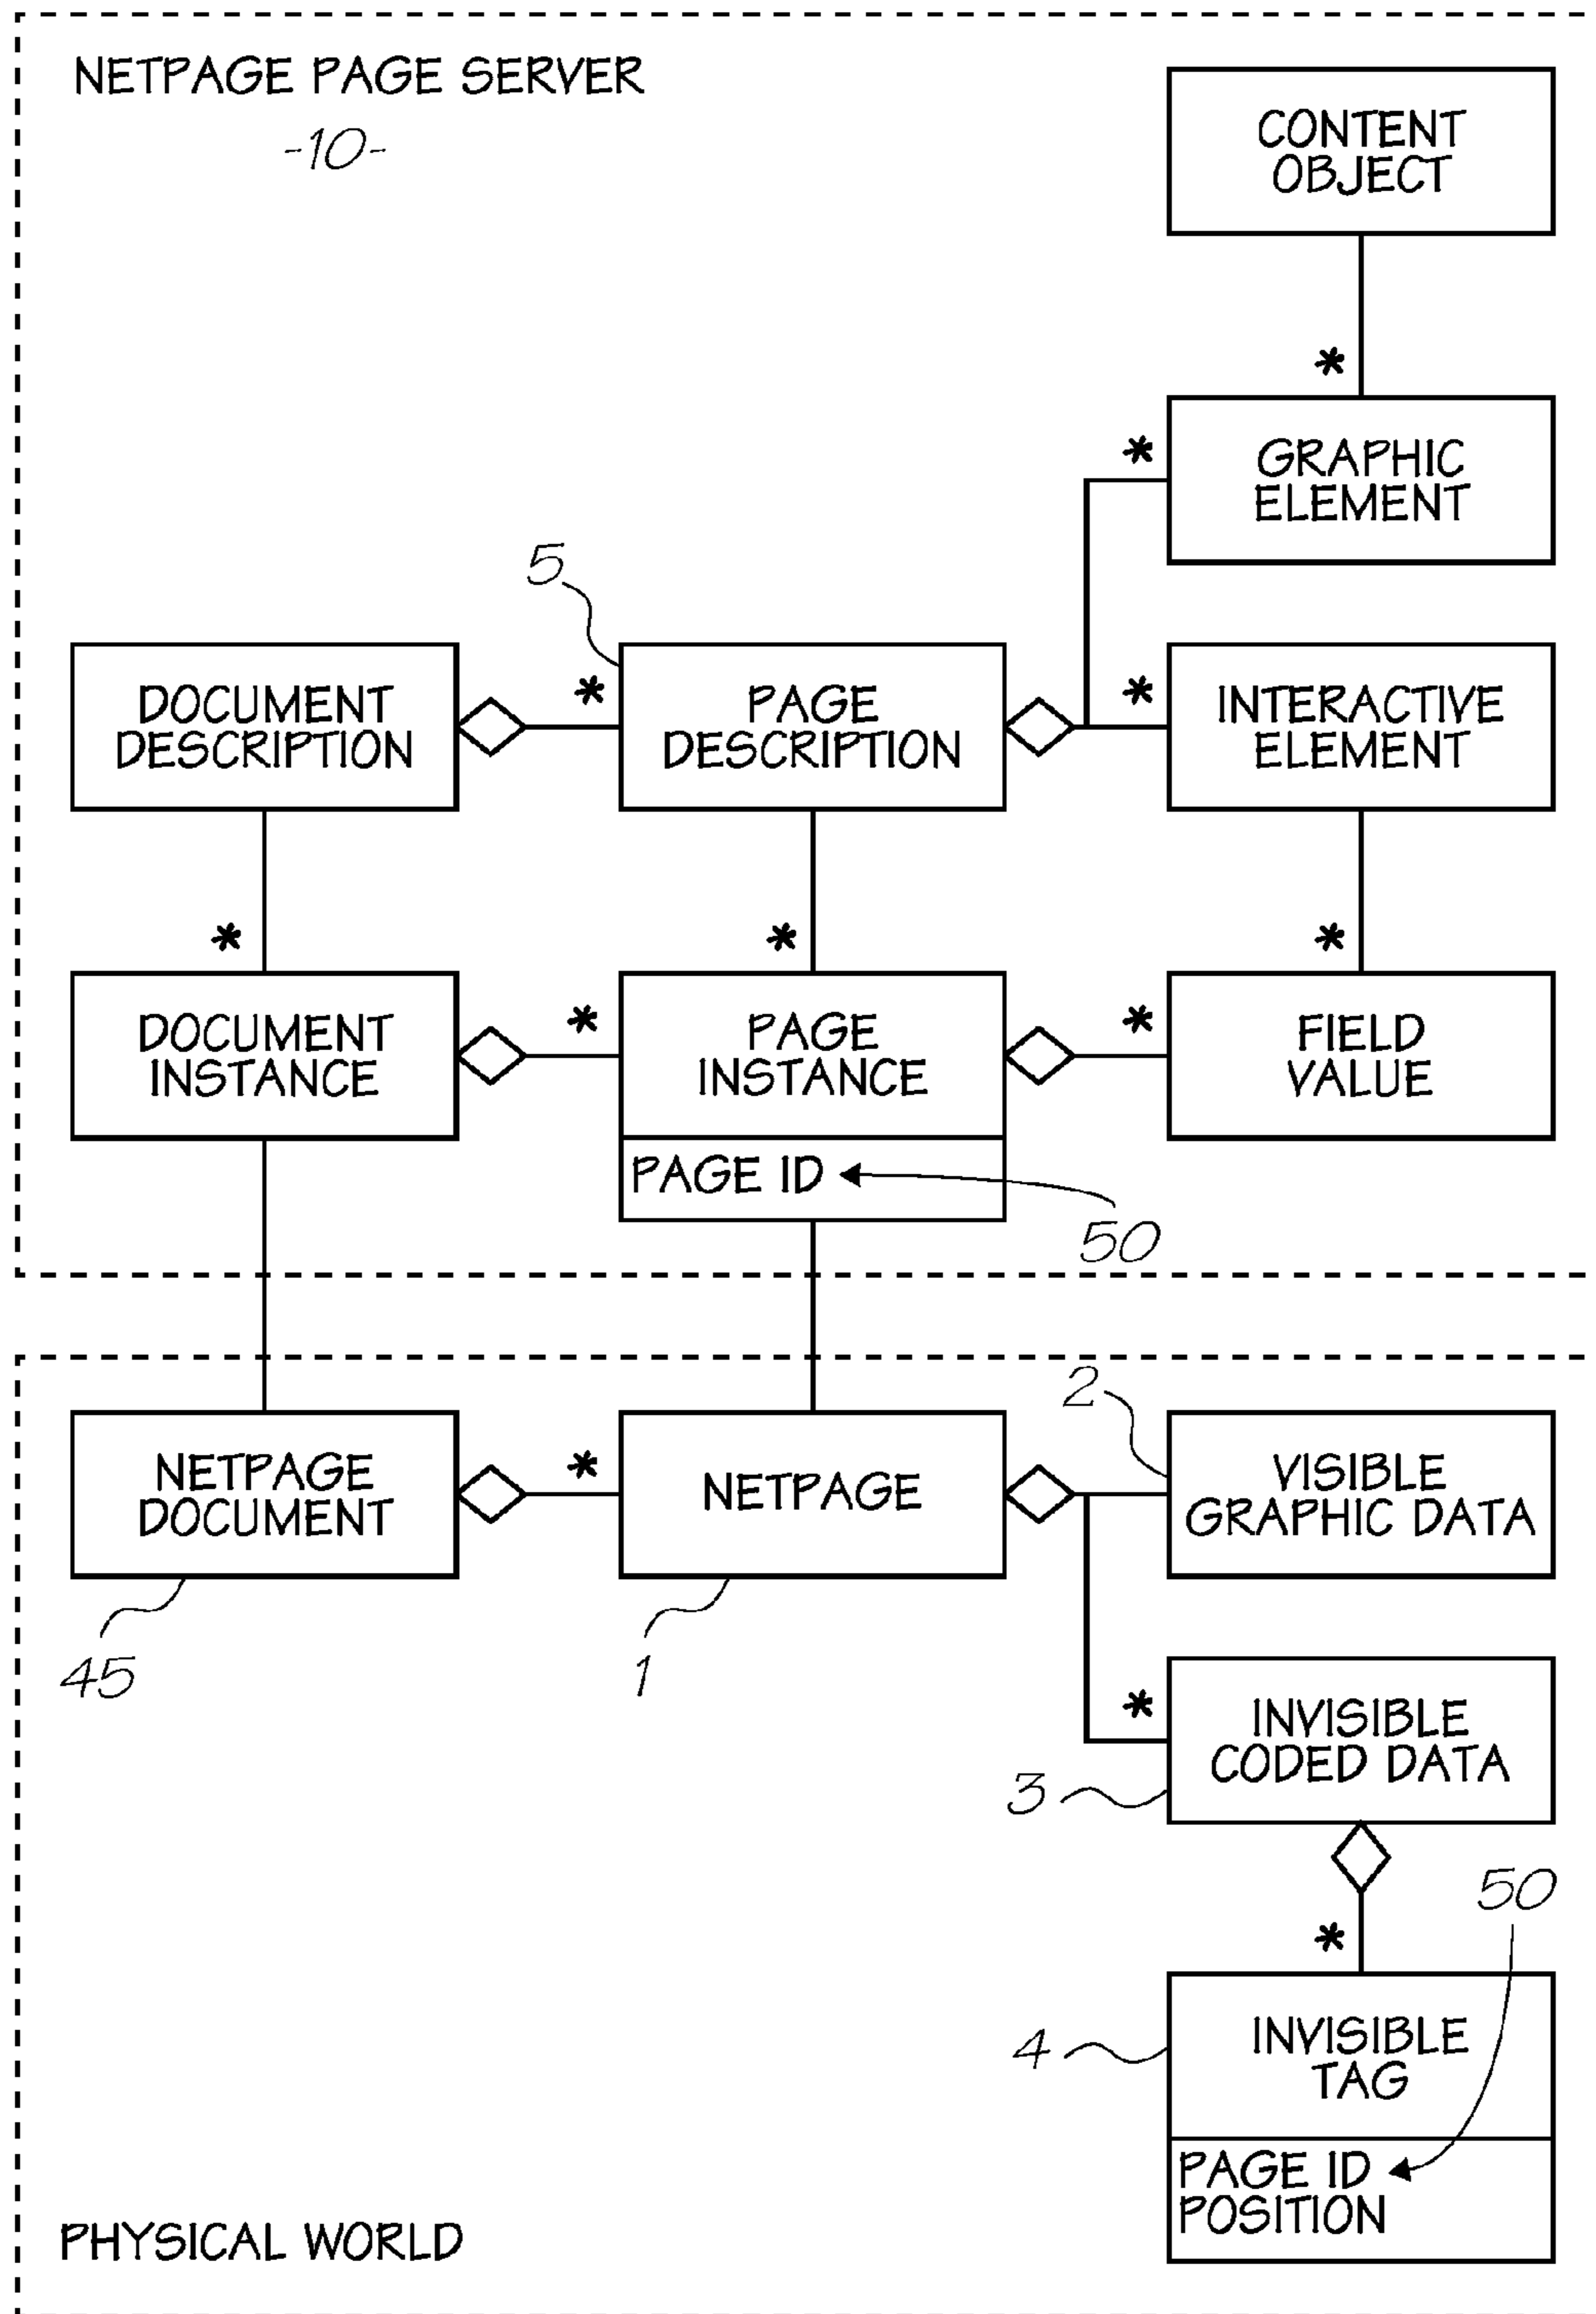 NETPAGE PAGE SERVER
-10-
CONTENT
OBJECT
*
*
GRAPHIC
ELEMENT
5
DOCUMENT
DESCRIPTION
*
PAGE
DESCRIPTION
*
INTERACTIVE
ELEMENT
*
*
*
DOCUMENT
INSTANCE
*
PAGE
INSTANCE
*
FIELD
VALUE
PAGE ID
50
2
NETPAGE
DOCUMENT
*
NETPAGE
VISIBLE
GRAPHIC DATA
45
1
*
INVISIBLE
CODED DATA
3
50
*
4
INVISIBLE
TAG
PAGE ID
POSITION
PHYSICAL WORLD